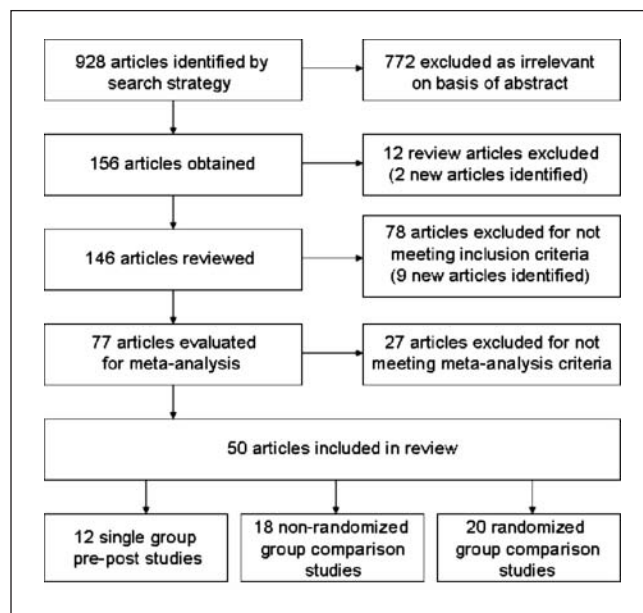 928 articles identified by
search strategy
772 excluded as irrelevant
on basis of abstract
156 articles obtained
12 review articles excluded
(2 new articles identified)
146 articles reviewed
78 articles excluded for not
meeting inclusion criteria
(9 new articles identified)
77 articles evaluated
for meta-analysis
27 articles excluded for not
meeting meta-analysis criteria
50 articles included in review
12 single group
pre-post studies
18 non-randomized
group comparison
studies
20 randomized
group comparison
studies